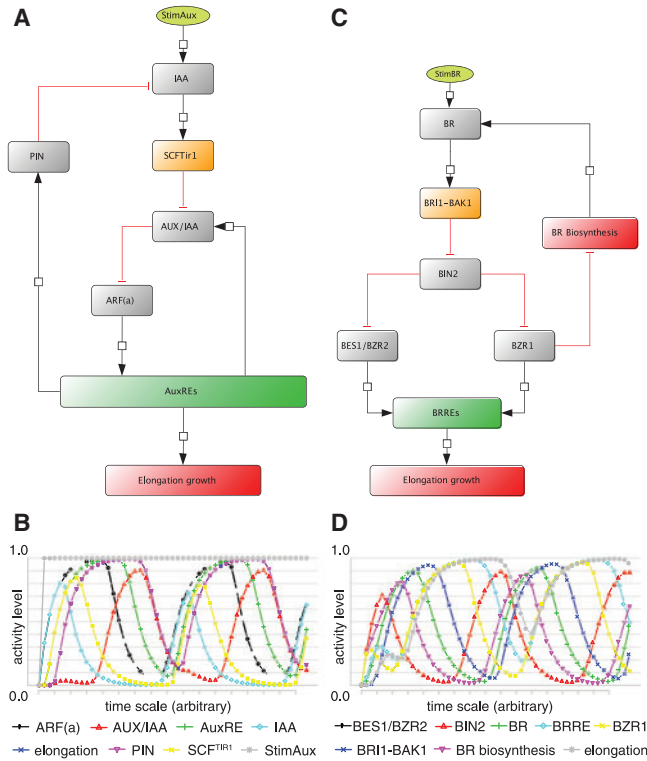 A
StimAux
IAA
PIN
SCFTir1
AUX/IAA
ARF(a)
AuxREs
Elongation growth
C
StimBR
BR
BRI1-BAK1
BR Biosynthesis
BIN2
BES1/BZR2
BZR1
BRREs
Elongation growth
B
1.0
activity level
0.0
time scale (arbitrary)
ARF(a) AUX/IAA AuxRE IAA
elongation PIN SCFTIR1 StimAux
D
1.0
activity level
0.0
time scale (arbitrary)
BES1/BZR2 BIN2 BR BRRE BZR1
BRI1-BAK1 BR biosynthesis elongation